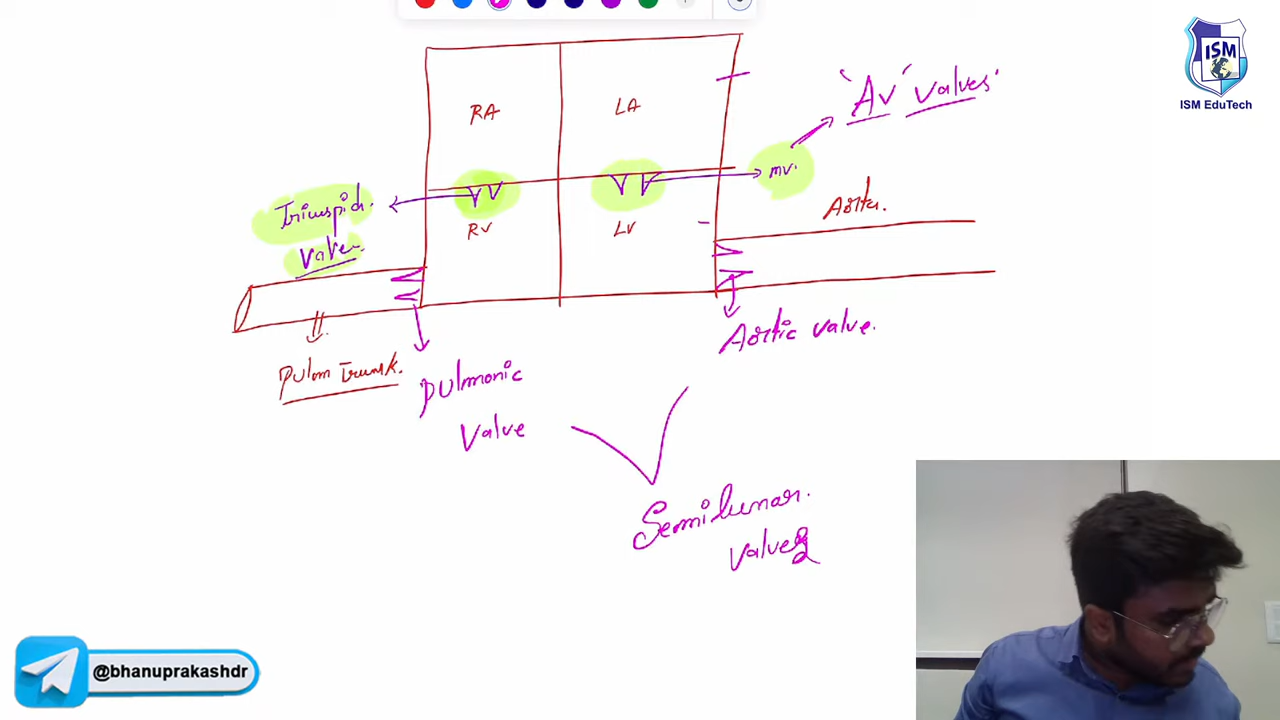 ISM
ISM EduTech
'AV' valves'
RA
LA
mv.
Tricuspid.
valve
RV
LV
Aorta.
Aortic valve.
Pulm Trunk.
Pulmonic
Valve
Semilunar.
valves
@bhanuprakashdr